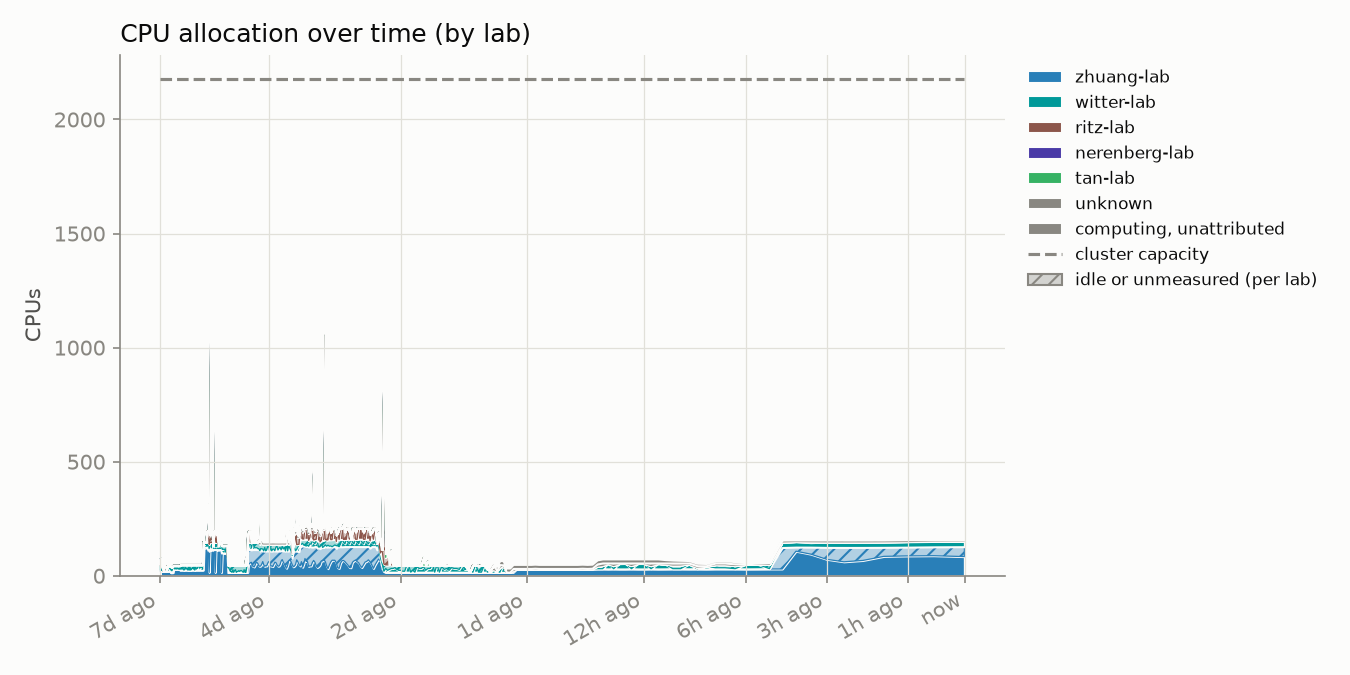 CPU allocation over time (by lab)
CPUs
2000
1500
1000
500
0
7d ago
4d ago
2d ago
1d ago
12h ago
6h ago
3h ago
1h ago
now
zhuang-lab
witter-lab
ritz-lab
nerenberg-lab
tan-lab
unknown
computing, unattributed
cluster capacity
idle or unmeasured (per lab)